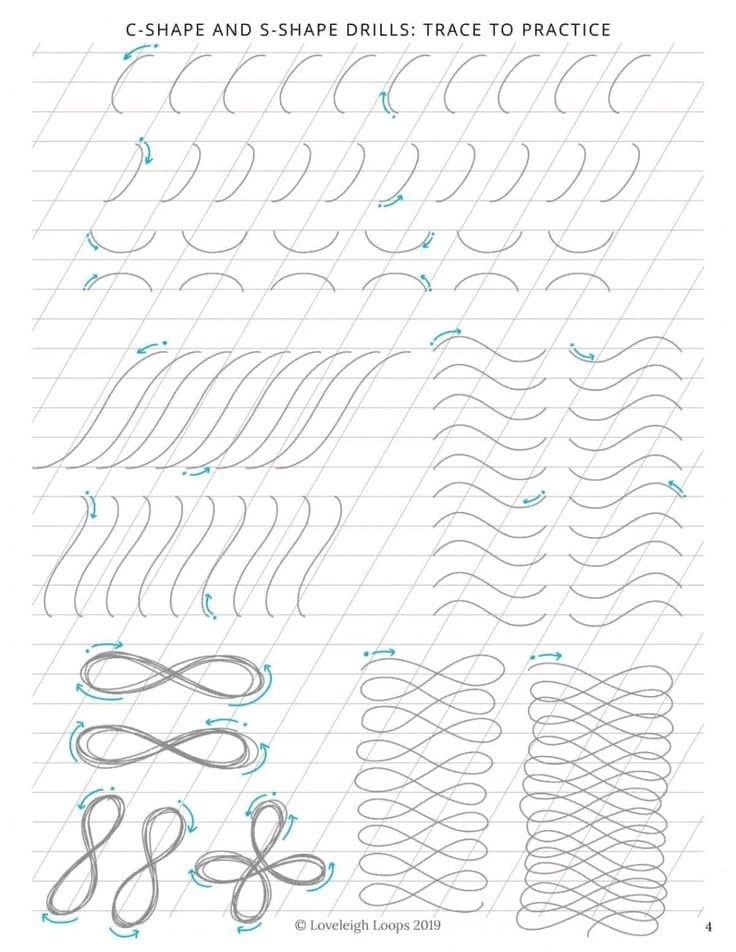 C-SHAPE AND S-SHAPE DRILLS: TRACE TO PRACTICE
© Loveleigh Loops 2019
4